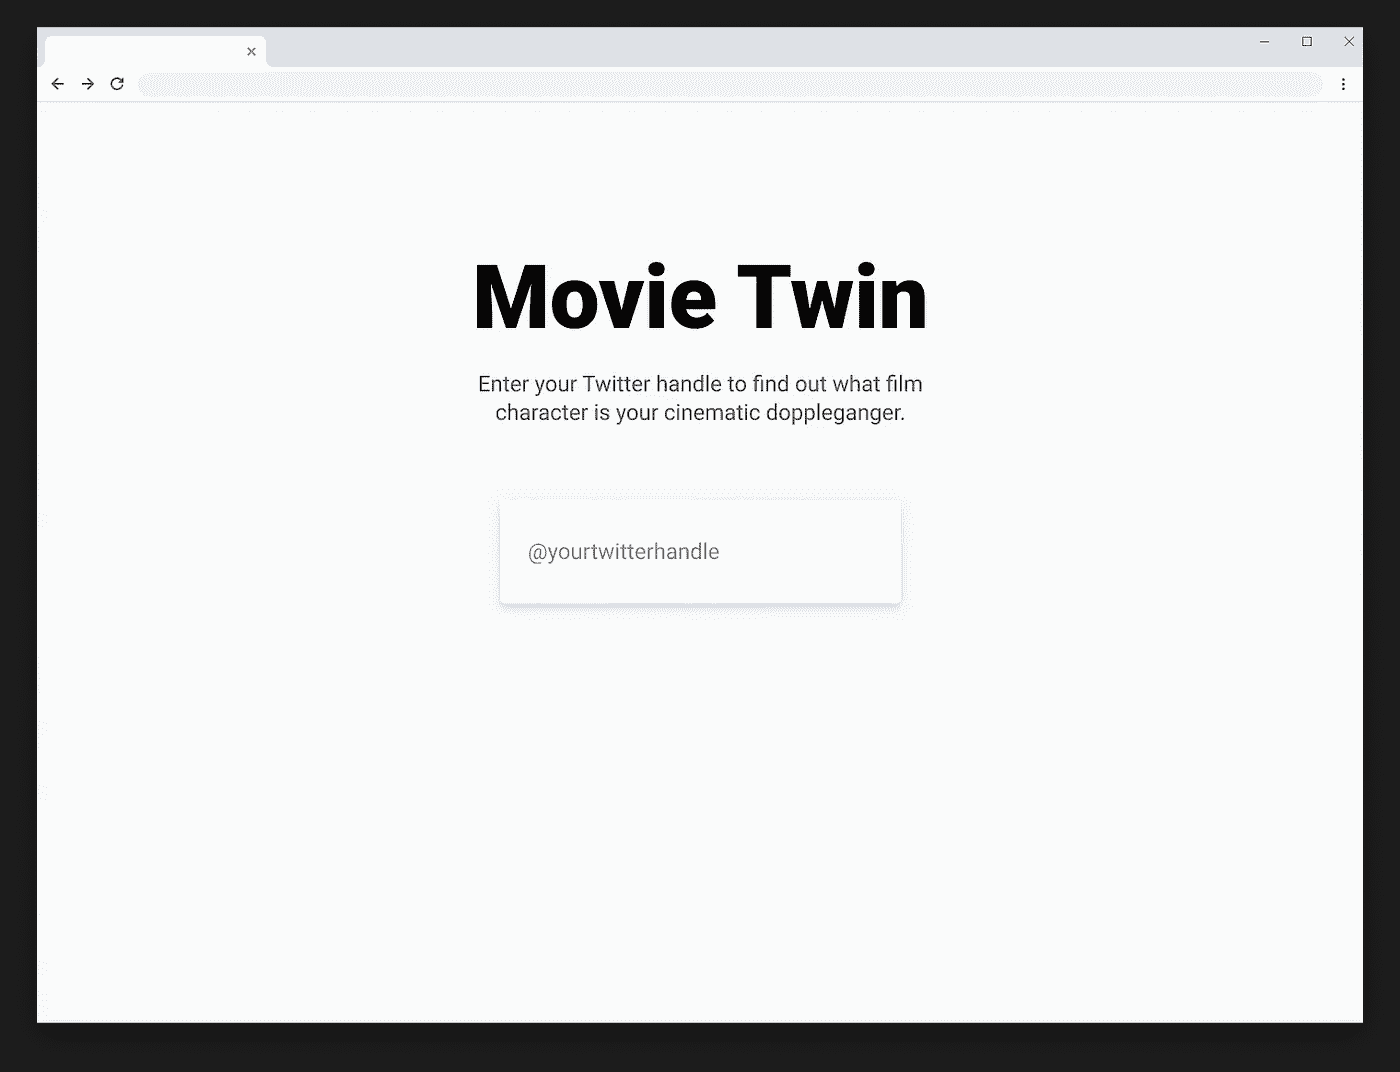 Movie Twin
Enter your Twitter handle to find out what film
character is your cinematic doppleganger.
@yourtwitterhandle